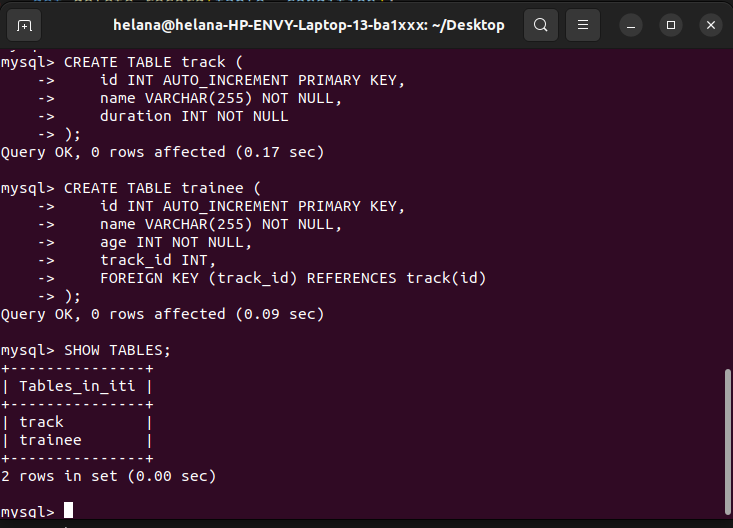 helana@helana-HP-ENVY-Laptop-13-ba1xxx: ~/Desktop
mysql> CREATE TABLE track (
    ->     id INT AUTO_INCREMENT PRIMARY KEY,
    ->     name VARCHAR(255) NOT NULL,
    ->     duration INT NOT NULL
    -> );
Query OK, 0 rows affected (0.17 sec)

mysql> CREATE TABLE trainee (
    ->     id INT AUTO_INCREMENT PRIMARY KEY,
    ->     name VARCHAR(255) NOT NULL,
    ->     age INT NOT NULL,
    ->     track_id INT,
    ->     FOREIGN KEY (track_id) REFERENCES track(id)
    -> );
Query OK, 0 rows affected (0.09 sec)

mysql> SHOW TABLES;
+---------------+
| Tables_in_iti |
+---------------+
| track         |
| trainee       |
+---------------+
2 rows in set (0.00 sec)

mysql>